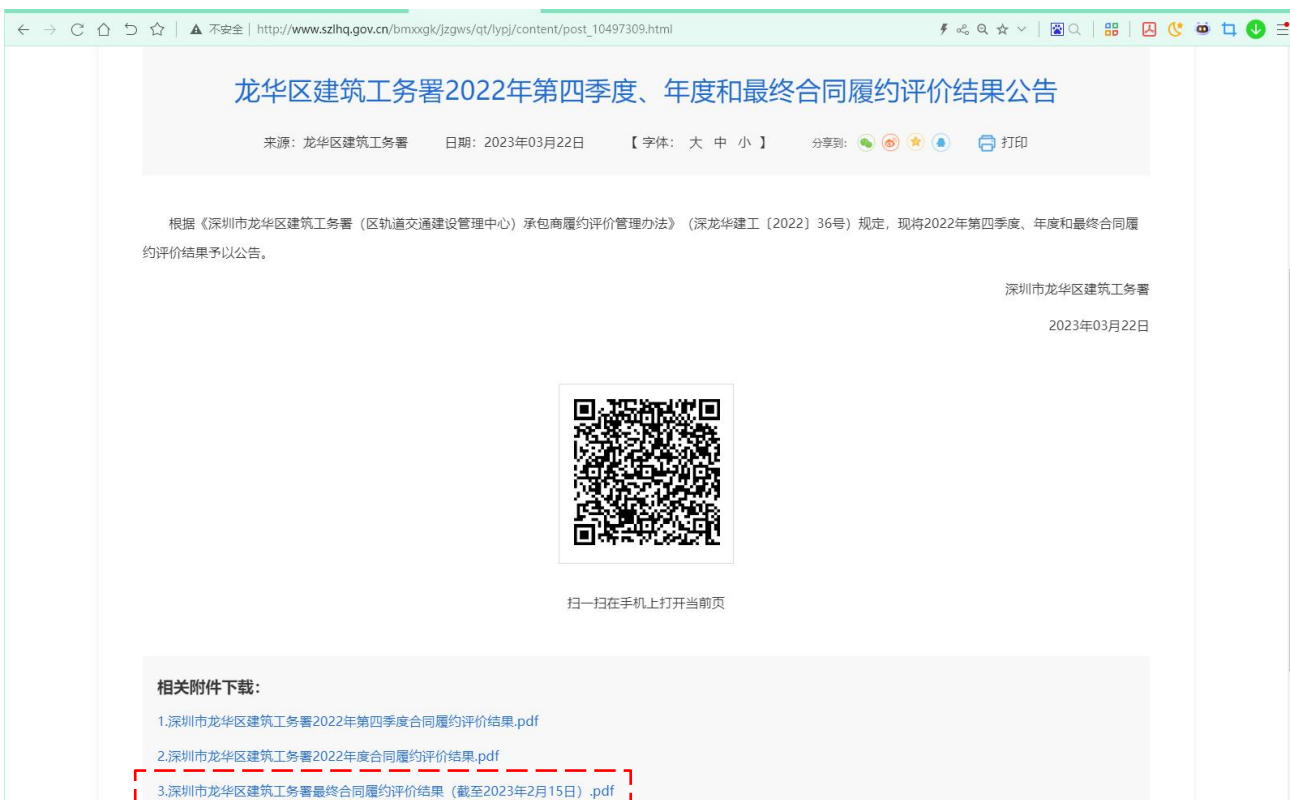 不安全 | http://www.szlhq.gov.cn/bmxxgk/jzgws/qt/lypj/content/post_10497309.html
龙华区建筑工务署2022年第四季度、年度和最终合同履约评价结果公告
来源：龙华区建筑工务署 日期：2023年03月22日 【 字体： 大 中 小 】 分享到： 打印
根据《深圳市龙华区建筑工务署（区轨道交通建设管理中心）承包商履约评价管理办法》（深龙华建工〔2022〕36号）规定，现将2022年第四季度、年度和最终合同履
约评价结果予以公告。
深圳市龙华区建筑工务署
2023年03月22日
扫一扫在手机上打开当前页
相关附件下载：
1.深圳市龙华区建筑工务署2022年第四季度合同履约评价结果.pdf
2.深圳市龙华区建筑工务署2022年度合同履约评价结果.pdf
3.深圳市龙华区建筑工务署最终合同履约评价结果（截至2023年2月15日）.pdf